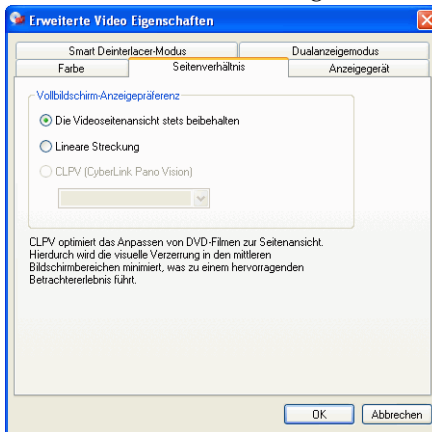 Erweiterte Video Eigenschaften
Smart Deinterlacer-Modus Dualanzeigemodus
Farbe Seitenverhältnis Anzeigegerät
Vollbildschirm-Anzeigepräferenz
Die Videoseitenansicht stets beibehalten
Lineare Streckung
CLPV (CyberLink Pano Vision)
CLPV optimiert das Anpassen von DVD-Filmen zur Seitenansicht.
Hierdurch wird die visuelle Verzerrung in den mittleren
Bildschirmbereichen minimiert, was zu einem hervorragenden
Betrachtererlebnis führt.
OK Abbrechen